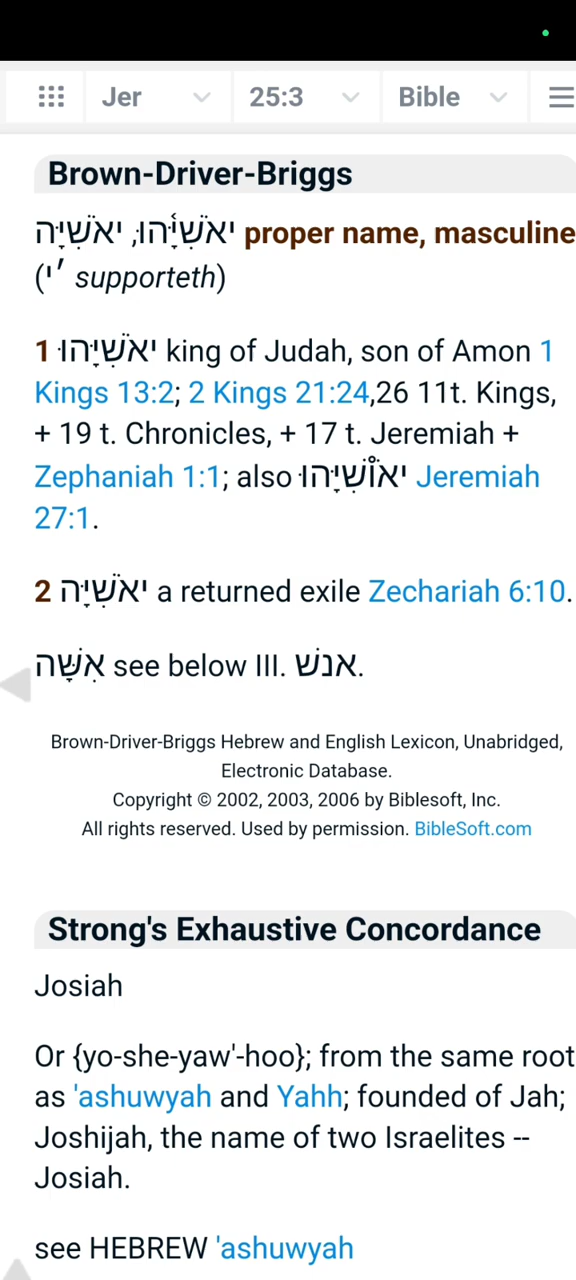 Jer 25:3 Bible
Brown-Driver-Briggs
יֹאשִׁיָּ֫הוּ, יֹאשִׁיָּה proper name, masculine
(י׳ supporteth)
1 יֹאשִׁיָּהוּ king of Judah, son of Amon 1
Kings 13:2; 2 Kings 21:24,26 11t. Kings,
+ 19 t. Chronicles, + 17 t. Jeremiah +
Zephaniah 1:1; also יאוֹשִׁיָּהוּ Jeremiah
27:1.
2 יֹאשִׁיָּה a returned exile Zechariah 6:10.
אִשָּׁה see below III. אנשׁ.
Brown-Driver-Briggs Hebrew and English Lexicon, Unabridged,
Electronic Database.
Copyright © 2002, 2003, 2006 by Biblesoft, Inc.
All rights reserved. Used by permission. BibleSoft.com
Strong's Exhaustive Concordance
Josiah
Or {yo-she-yaw'-hoo}; from the same root
as 'ashuwyah and Yahh; founded of Jah;
Joshijah, the name of two Israelites --
Josiah.
see HEBREW 'ashuwyah